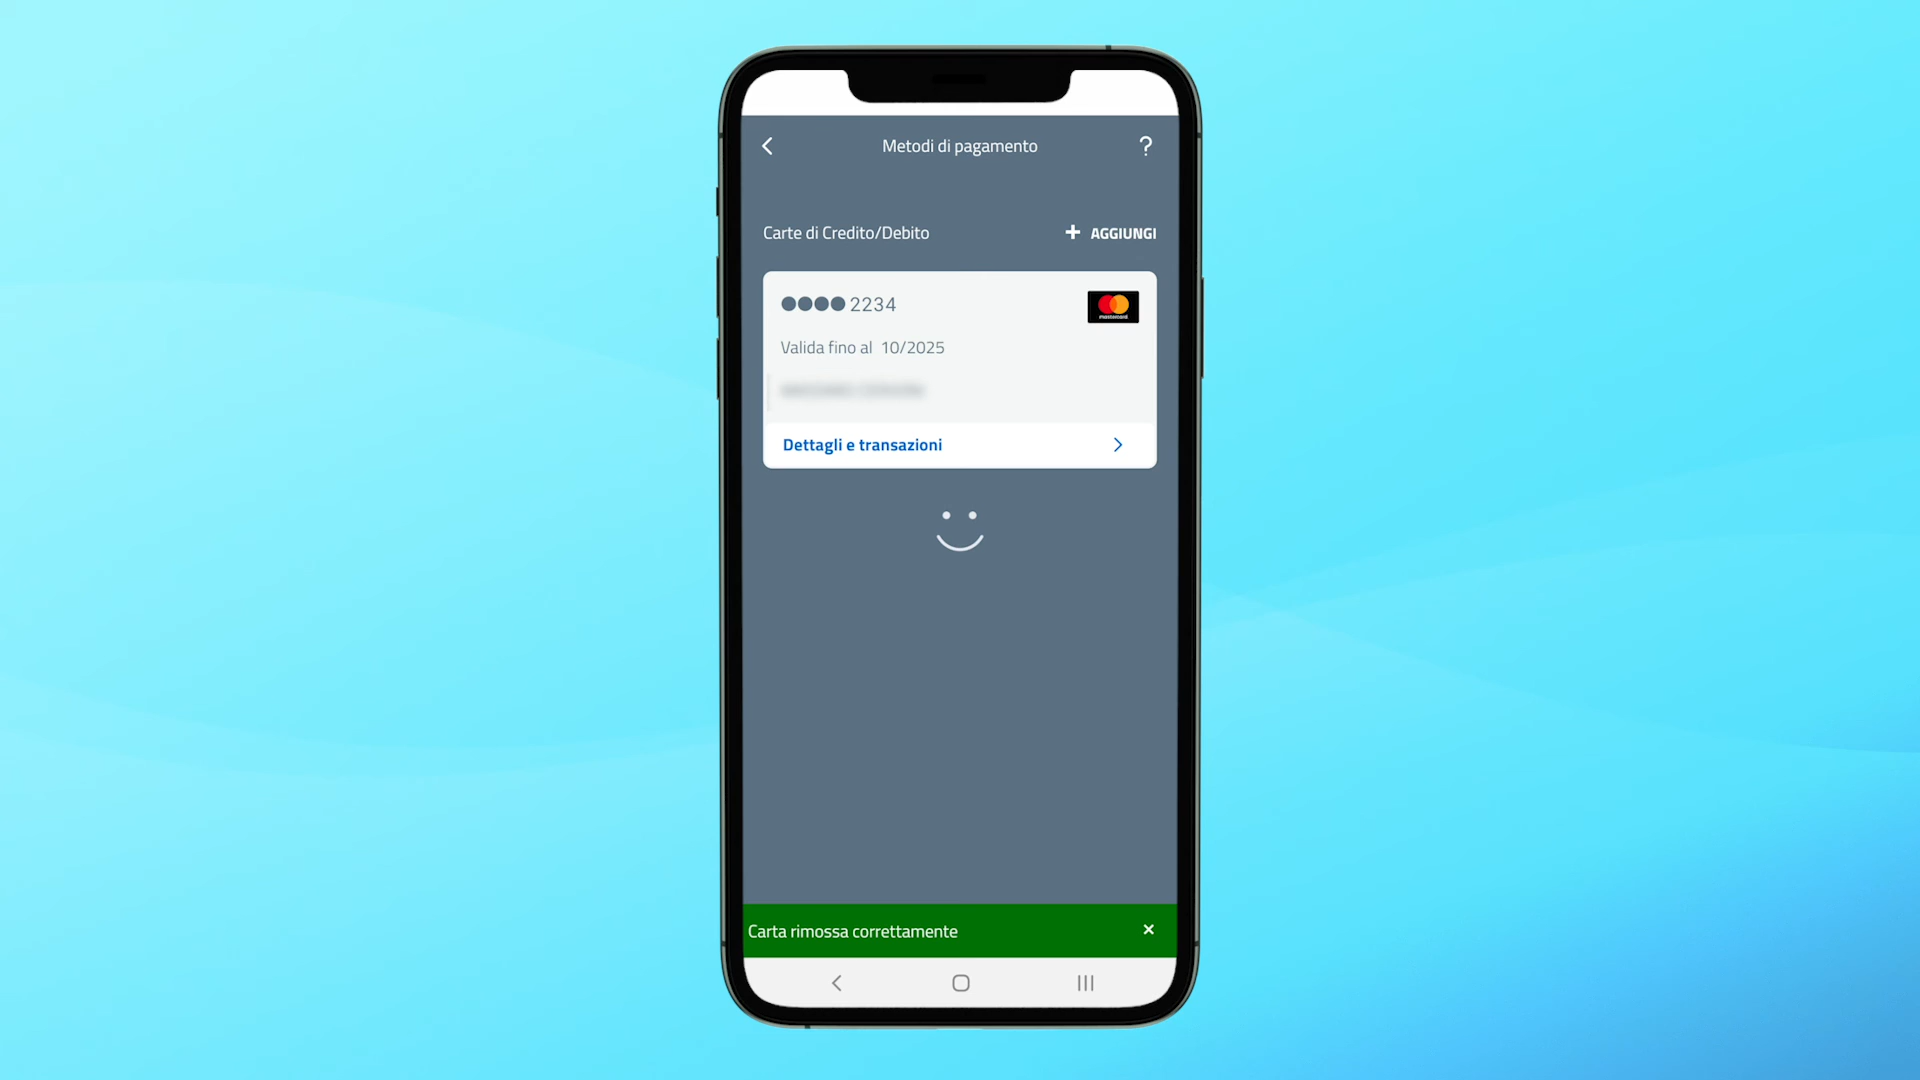 Metodi di pagamento
?
Carte di Credito/Debito
+ AGGIUNGI
●●●● 2234
mastercard
Valida fino al 10/2025
Dettagli e transazioni
Carta rimossa correttamente